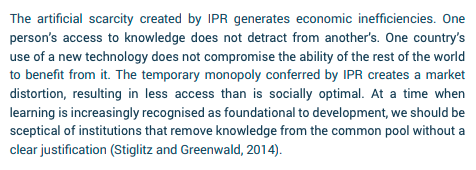 The artificial scarcity created by IPR generates economic inefficiencies. One
person's access to knowledge does not detract from another's. One country's
use of a new technology does not compromise the ability of the rest of the world
to benefit from it. The temporary monopoly conferred by IPR creates a market
distortion, resulting in less access than is socially optimal. At a time when
learning is increasingly recognised as foundational to development, we should be
sceptical of institutions that remove knowledge from the common pool without a
clear justification (Stiglitz and Greenwald, 2014).